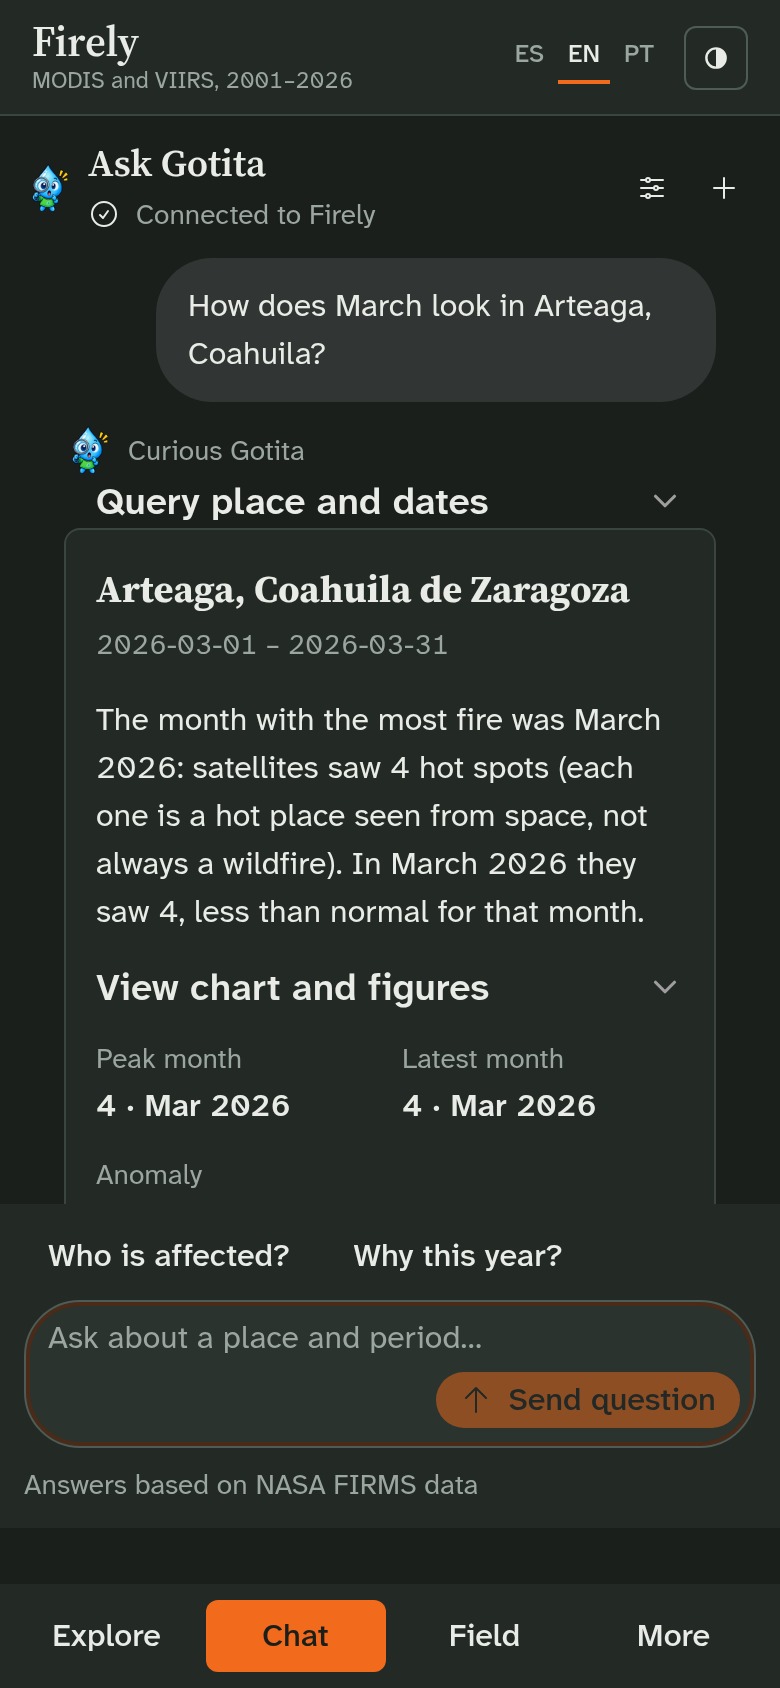 Firely
MODIS and VIIRS, 2001–2026
ES EN PT
Ask Gotita
Connected to Firely
How does March look in Arteaga,
Coahuila?
Curious Gotita
Query place and dates
Arteaga, Coahuila de Zaragoza
2026-03-01 – 2026-03-31
The month with the most fire was March
2026: satellites saw 4 hot spots (each
one is a hot place seen from space, not
always a wildfire). In March 2026 they
saw 4, less than normal for that month.
View chart and figures
Peak month Latest month
4 · Mar 2026 4 · Mar 2026
Anomaly
Who is affected? Why this year?
Ask about a place and period...
Send question
Answers based on NASA FIRMS data
Explore Chat Field More